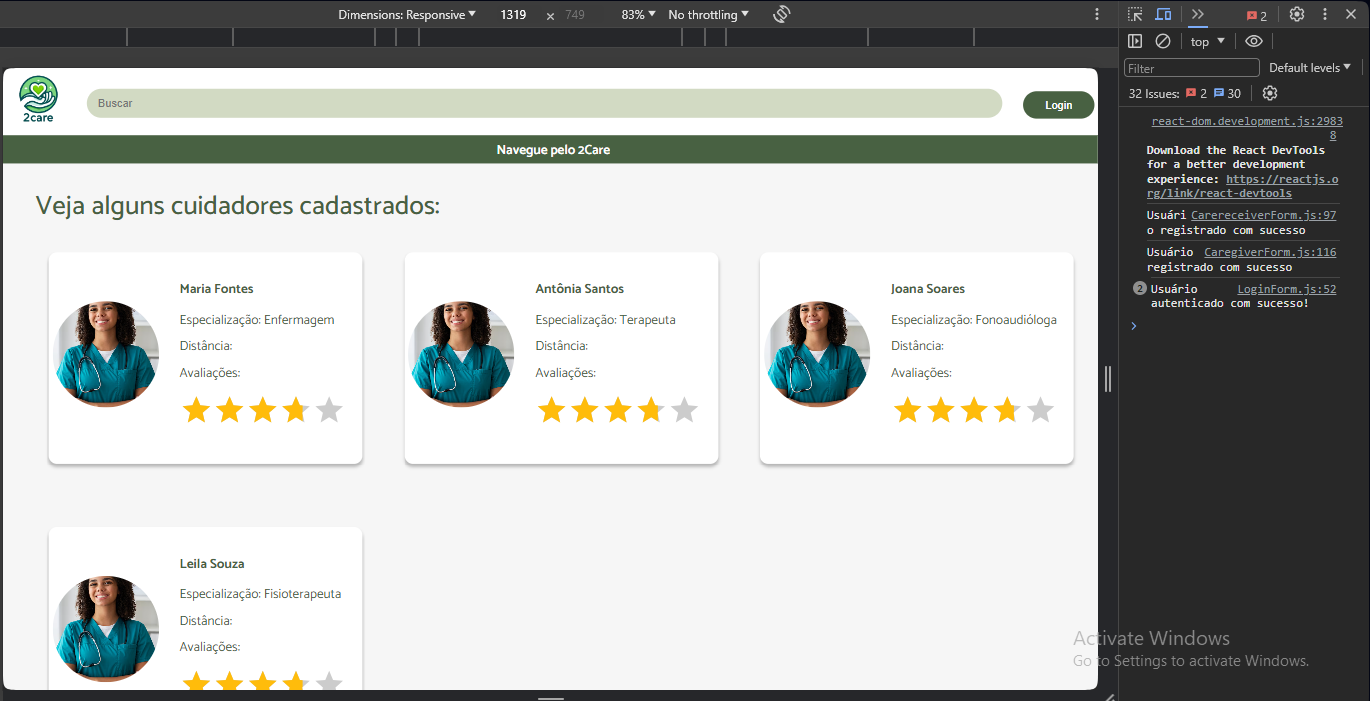 Dimensions: Responsive 1319 × 749 83% No throttling
2
top
Filter Default levels
32 Issues: 2 30
2care
Buscar
Login
Navegue pelo 2Care
Veja alguns cuidadores cadastrados:
Maria Fontes
Especialização: Enfermagem
Distância:
Avaliações:
Antônia Santos
Especialização: Terapeuta
Distância:
Avaliações:
Joana Soares
Especialização: Fonoaudióloga
Distância:
Avaliações:
Leila Souza
Especialização: Fisioterapeuta
Distância:
Avaliações:
react-dom.development.js:2983
8
Download the React DevTools
for a better development
experience: https://reactjs.o
rg/link/react-devtools
Usuári CarereceiverForm.js:97
o registrado com sucesso
Usuário CaregiverForm.js:116
registrado com sucesso
2 Usuário LoginForm.js:52
autenticado com sucesso!
Activate Windows
Go to Settings to activate Windows.